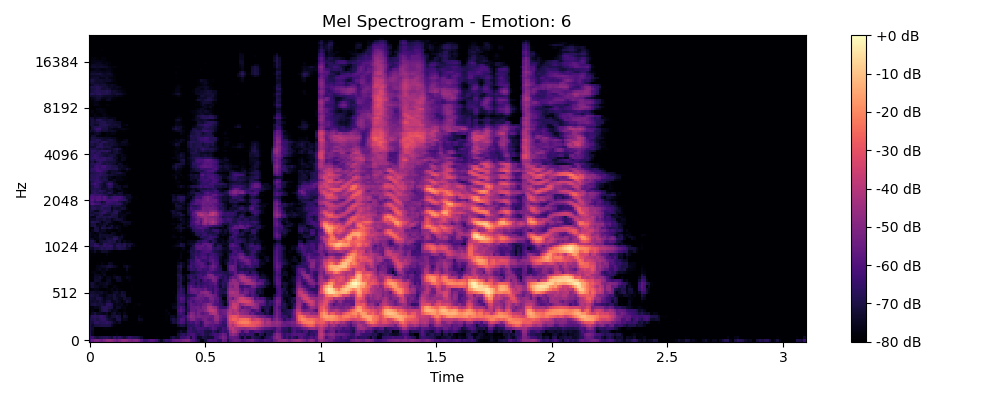 Mel Spectrogram - Emotion: 6
Hz
16384
8192
4096
2048
1024
512
0
0 0.5 1 1.5 2 2.5 3
Time
+0 dB
-10 dB
-20 dB
-30 dB
-40 dB
-50 dB
-60 dB
-70 dB
-80 dB